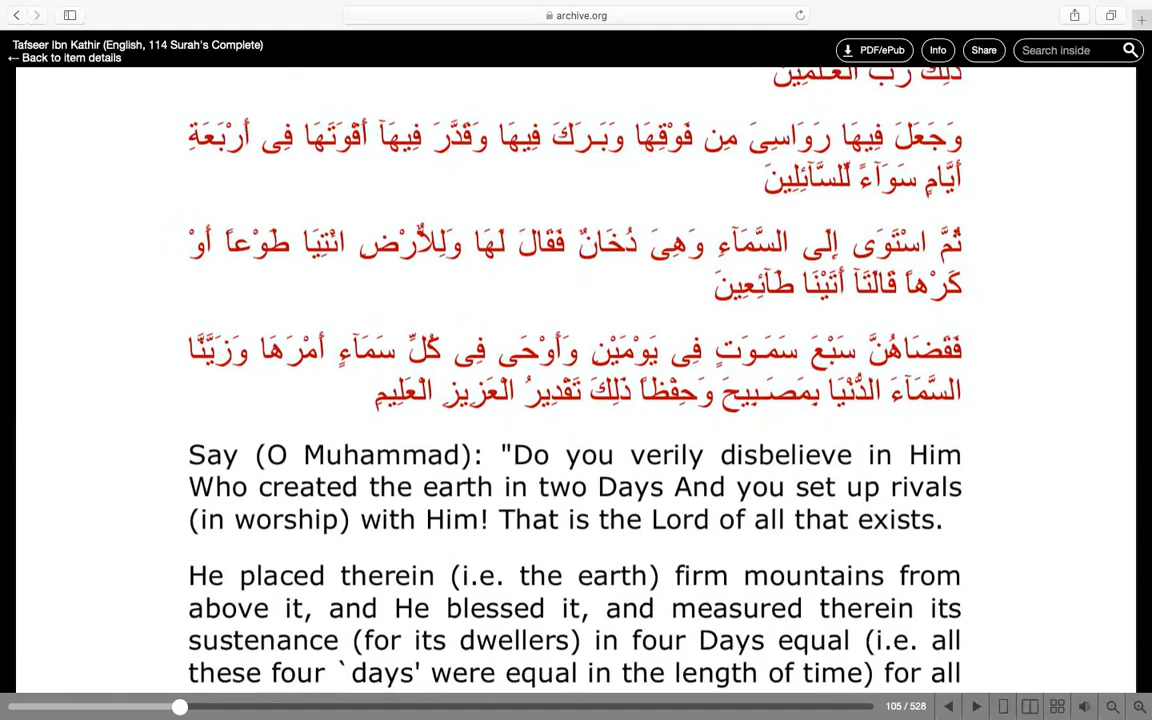 archive.org
Tafseer Ibn Kathir (English, 114 Surah's Complete)
← Back to item details
PDF/ePub
Info
Share
Search inside
ذَلِكَ رَبُّ الْعَـلَمِينَ
وَجَعَلَ فِيهَا رَوَاسِىَ مِن فَوْقِهَا وَبَـرَكَ فِيهَا وَقَدَّرَ فِيهَآ أَقْوَتَهَا فِى أَرْبَعَةِ
أَيَّامٍ سَوَآءً لِّلسَّآئِلِينَ
ثُمَّ اسْتَوَى إِلَى السَّمَآءِ وَهِىَ دُخَانٌ فَقَالَ لَهَا وَلِلاٌّرْضِ ائْتِيَا طَوْعاً أَوْ
كَرْهاً قَالَتَآ أَتَيْنَا طَآئِعِينَ
فَقَضَاهُنَّ سَبْعَ سَمَـوَتٍ فِى يَوْمَيْنِ وَأَوْحَى فِى كُلِّ سَمَآءٍ أَمْرَهَا وَزَيَّنَّا
السَّمَآءَ الدُّنْيَا بِمَصَـبِيحَ وَحِفْظاً ذَلِكَ تَقْدِيرُ الْعَزِيزِ الْعَلِيمِ
Say (O Muhammad): "Do you verily disbelieve in Him
Who created the earth in two Days And you set up rivals
(in worship) with Him! That is the Lord of all that exists.
He placed therein (i.e. the earth) firm mountains from
above it, and He blessed it, and measured therein its
sustenance (for its dwellers) in four Days equal (i.e. all
these four `days' were equal in the length of time) for all
105 / 528